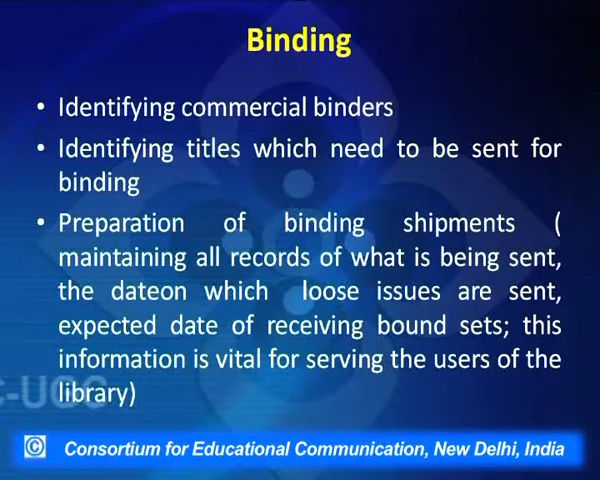 Binding
• Identifying commercial binders
• Identifying titles which need to be sent for
binding
• Preparation of binding shipments (
maintaining all records of what is being sent,
the dateon which loose issues are sent,
expected date of receiving bound sets; this
information is vital for serving the users of the
library)
C-UGC
© Consortium for Educational Communication, New Delhi, India